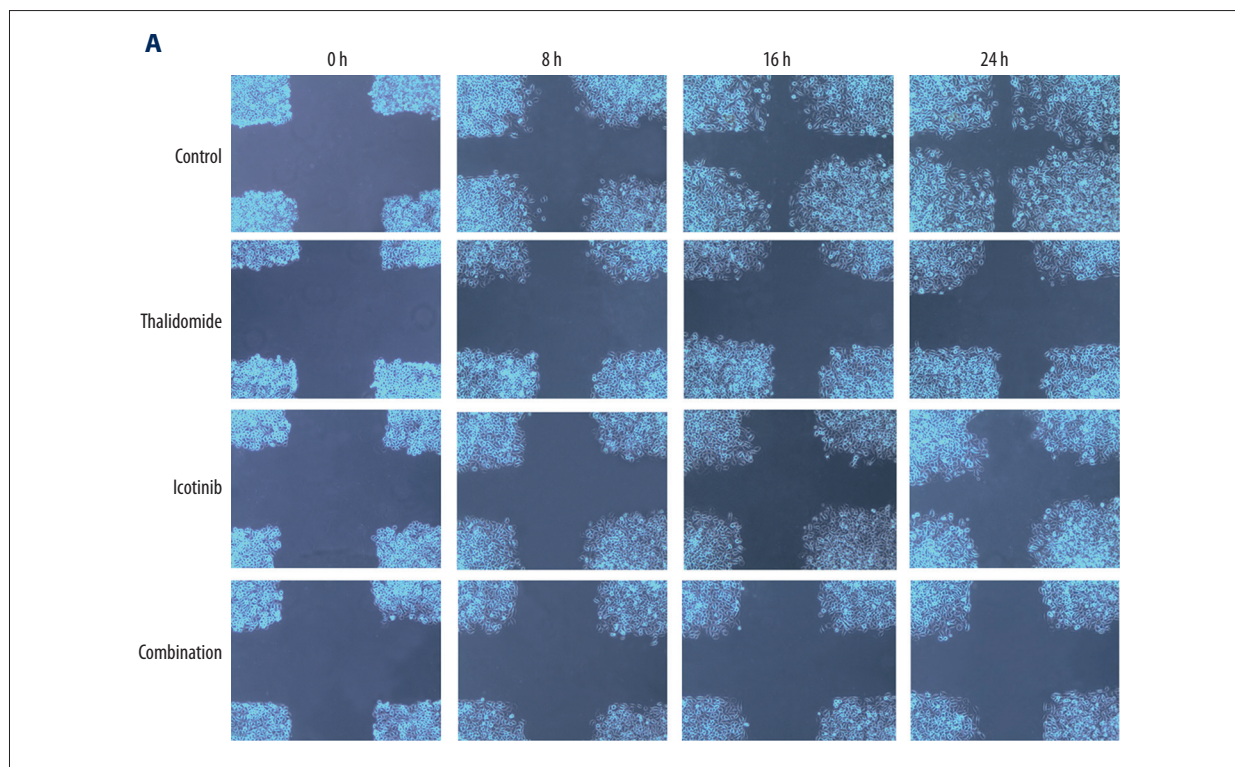 A
0 h
8 h
16 h
24 h
Control
Thalidomide
Icotinib
Combination